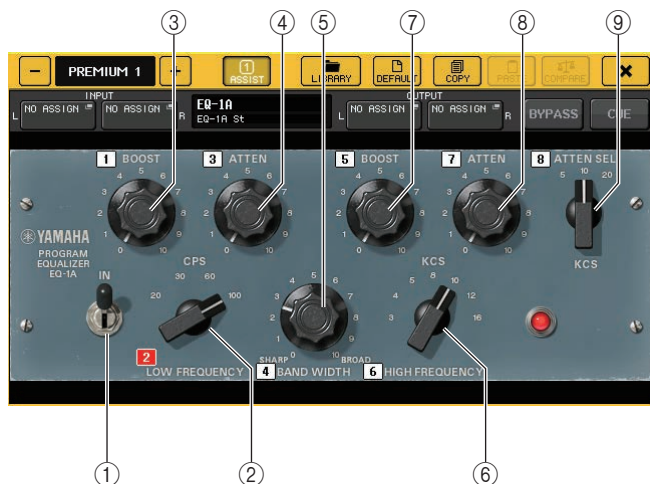 ③ ④ ⑤ ⑦ ⑧ ⑨
− PREMIUM 1 + 1 ASSIST LIBRARY DEFAULT COPY PASTE COMPARE ×
INPUT OUTPUT
L NO ASSIGN NO ASSIGN R EQ-1A L NO ASSIGN NO ASSIGN R BYPASS CUE
EQ-1A St
1 BOOST 3 ATTEN 5 BOOST 7 ATTEN 8 ATTEN SEL
0 1 2 3 4 5 6 7 8 9 10
0 1 2 3 4 5 6 7 8 9 10
0 1 2 3 4 5 6 7 8 9 10
0 1 2 3 4 5 6 7 8 9 10
5 10 20
YAMAHA
PROGRAM
EQUALIZER
EQ-1A
CPS KCS KCS
IN
20 30 60 100
0 1 2 3 4 5 6 7 8 9 10
SHARP BROAD
3 4 5 8 10 12 16
2 LOW FREQUENCY 4 BAND WIDTH 6 HIGH FREQUENCY
① ② ⑥